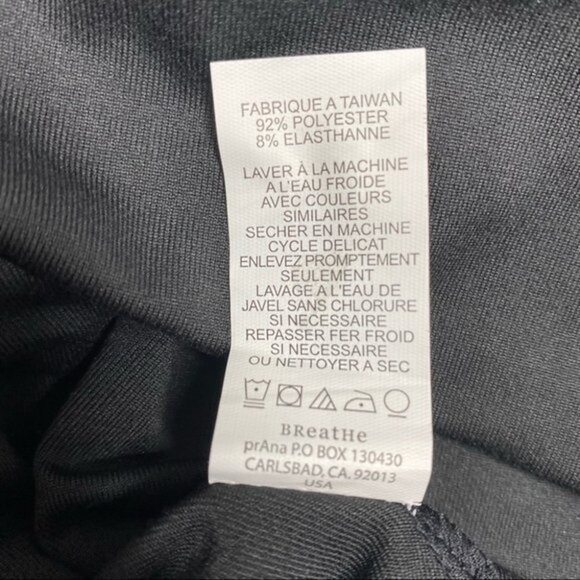 FABRIQUE A TAIWAN
92% POLYESTER
8% ELASTHANNE
LAVER À LA MACHINE
A L'EAU FROIDE
AVEC COULEURS
SIMILAIRES
SECHER EN MACHINE
CYCLE DELICAT
ENLEVEZ PROMPTEMENT
SEULEMENT
LAVAGE A L'EAU DE
JAVEL SANS CHLORURE
SI NECESSAIRE
REPASSER FER FROID
SI NECESSAIRE
OU NETTOYER A SEC
BReatHe
prAna P.O BOX 130430
CARLSBAD, CA. 92013
USA